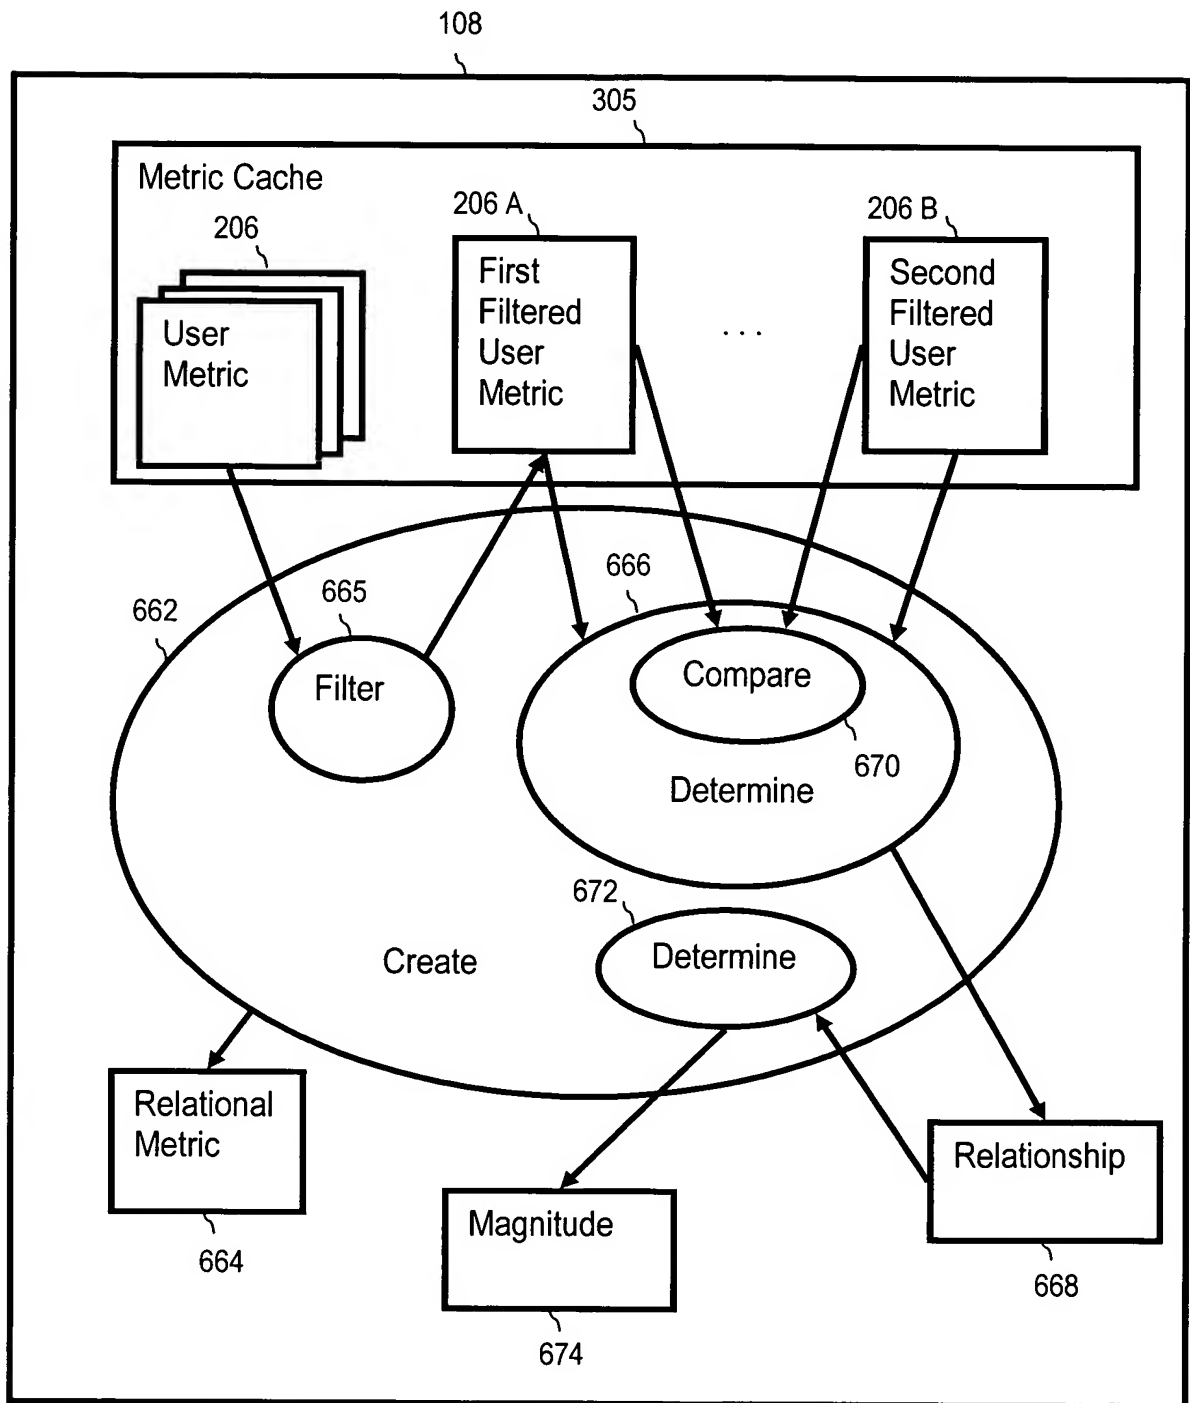 108
305
Metric Cache
206
206 A
206 B
User
Metric
First
Filtered
User
Metric
. . .
Second
Filtered
User
Metric
662
665
666
Filter
Compare
670
Determine
672
Create
Determine
Relational
Metric
664
Magnitude
674
Relationship
668